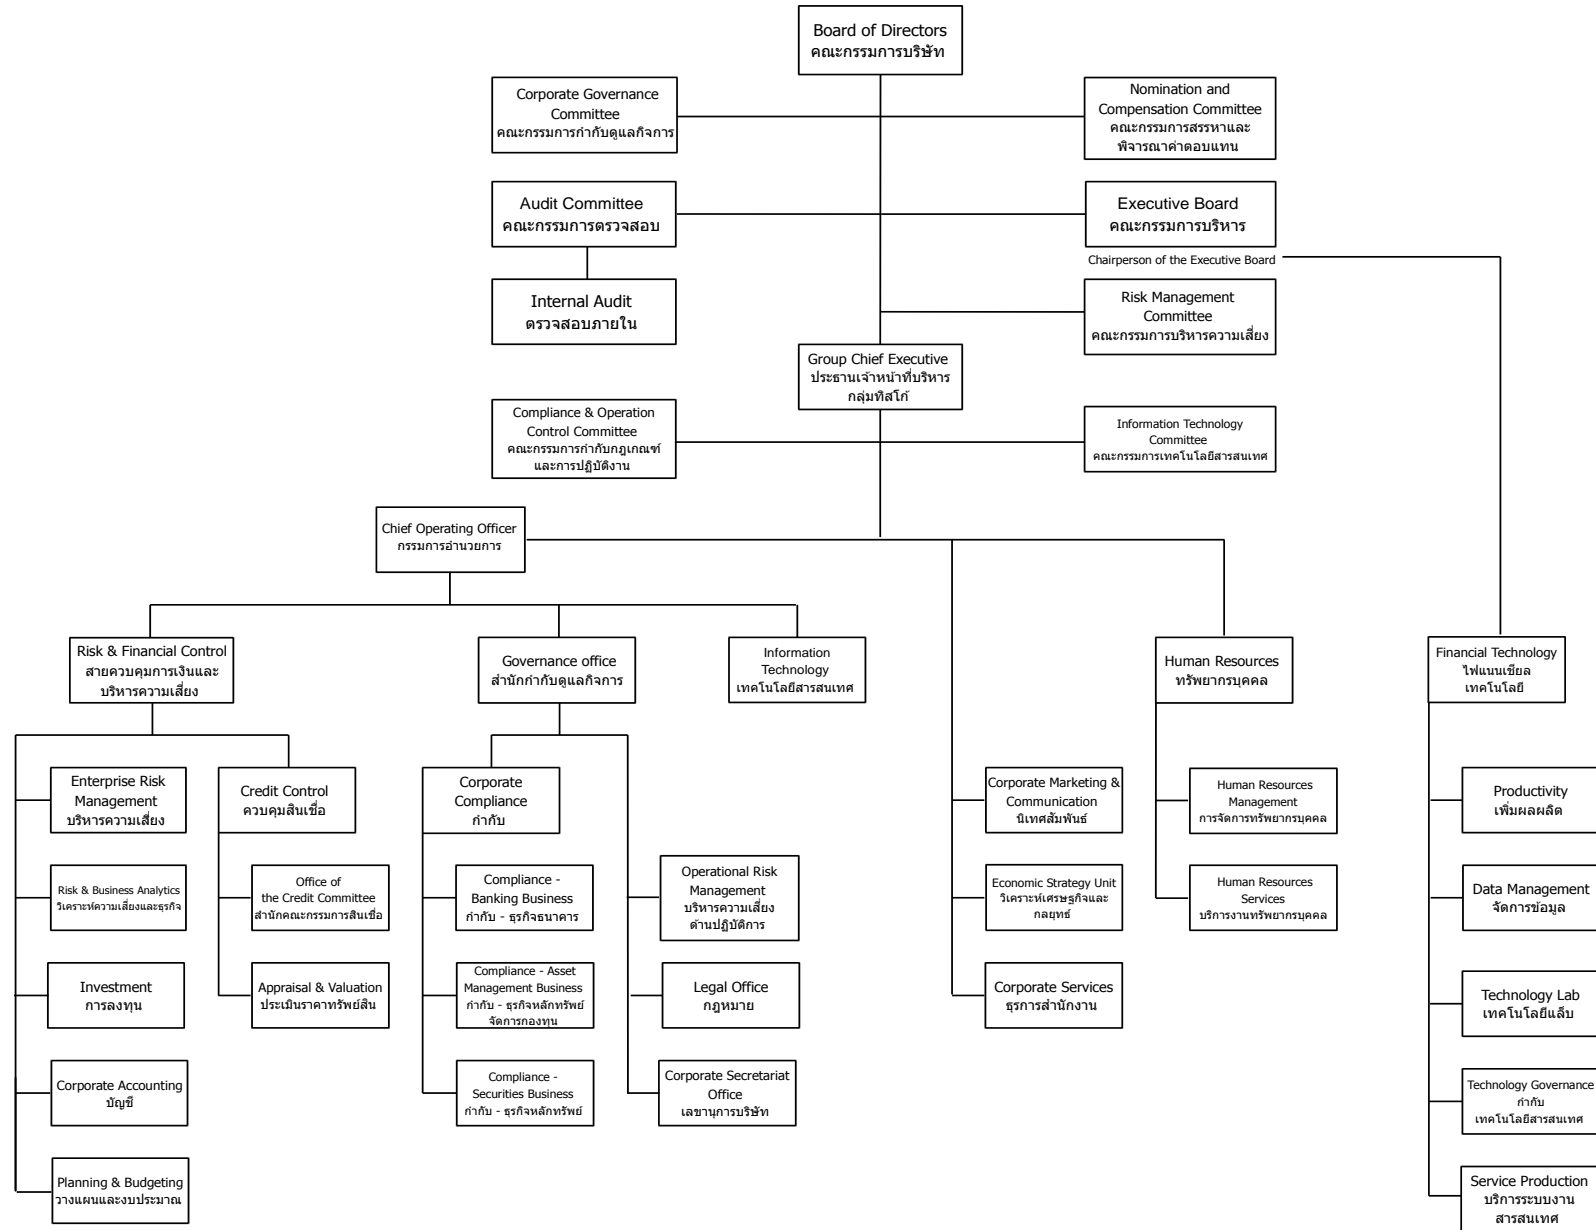 Board of Directors
คณะกรรมการบริษัท
Corporate Governance
Committee
คณะกรรมการกำกับดูแลกิจการ
Nomination and
Compensation Committee
คณะกรรมการสรรหาและ
พิจารณาค่าตอบแทน
Audit Committee
คณะกรรมการตรวจสอบ
Executive Board
คณะกรรมการบริหาร
Chairperson of the Executive Board
Internal Audit
ตรวจสอบภายใน
Risk Management
Committee
คณะกรรมการบริหารความเสี่ยง
Group Chief Executive
ประธานเจ้าหน้าที่บริหาร
กลุ่มทิสโก้
Compliance & Operation
Control Committee
คณะกรรมการกำกับกฎเกณฑ์
และการปฏิบัติงาน
Information Technology
Committee
คณะกรรมการเทคโนโลยีสารสนเทศ
Chief Operating Officer
กรรมการอำนวยการ
Risk & Financial Control
สายควบคุมการเงินและ
บริหารความเสี่ยง
Governance office
สำนักกำกับดูแลกิจการ
Information
Technology
เทคโนโลยีสารสนเทศ
Human Resources
ทรัพยากรบุคคล
Financial Technology
ไฟแนนเชียล
เทคโนโลยี
Enterprise Risk
Management
บริหารความเสี่ยง
Credit Control
ควบคุมสินเชื่อ
Corporate
Compliance
กำกับ
Corporate Marketing &
Communication
นิเทศสัมพันธ์
Human Resources
Management
การจัดการทรัพยากรบุคคล
Productivity
เพิ่มผลผลิต
Risk & Business Analytics
วิเคราะห์ความเสี่ยงและธุรกิจ
Office of
the Credit Committee
สำนักคณะกรรมการสินเชื่อ
Compliance -
Banking Business
กำกับ - ธุรกิจธนาคาร
Operational Risk
Management
บริหารความเสี่ยง
ด้านปฏิบัติการ
Economic Strategy Unit
วิเคราะห์เศรษฐกิจและ
กลยุทธ์
Human Resources
Services
บริการงานทรัพยากรบุคคล
Data Management
จัดการข้อมูล
Investment
การลงทุน
Appraisal & Valuation
ประเมินราคาทรัพย์สิน
Compliance - Asset
Management Business
กำกับ - ธุรกิจหลักทรัพย์
จัดการกองทุน
Legal Office
กฎหมาย
Corporate Services
ธุรการสำนักงาน
Technology Lab
เทคโนโลยีแล็บ
Corporate Accounting
บัญชี
Compliance -
Securities Business
กำกับ - ธุรกิจหลักทรัพย์
Corporate Secretariat
Office
เลขานุการบริษัท
Technology Governance
กำกับ
เทคโนโลยีสารสนเทศ
Planning & Budgeting
วางแผนและงบประมาณ
Service Production
บริการระบบงาน
สารสนเทศ